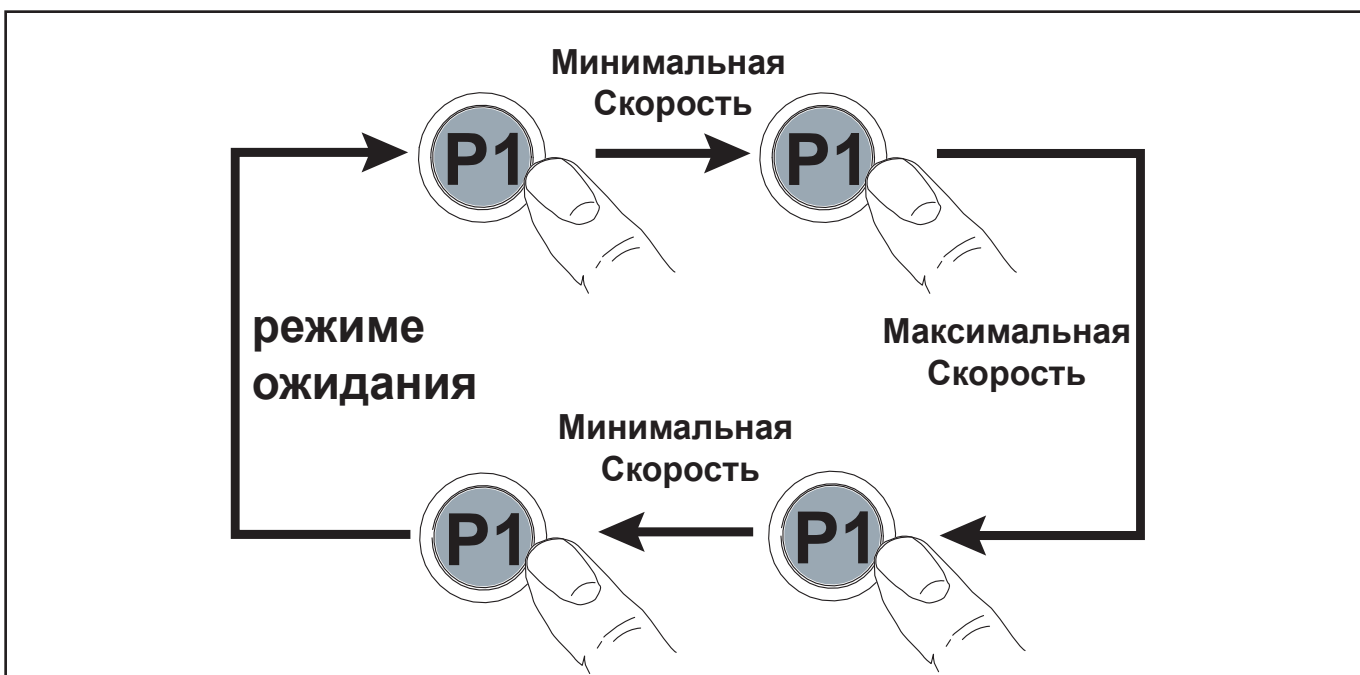 Минимальная
Скорость
P1
P1
режиме
ожидания
Максимальная
Скорость
Минимальная
Скорость
P1
P1